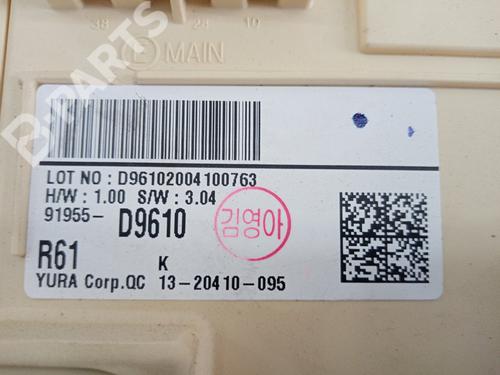 38 24 10
E MAIN
B-PARTS
LOT NO : D96102004100763
H/W : 1.00 S/W : 3.04
91955- D9610
김영아
R61 K
YURA Corp.QC 13-20410-095